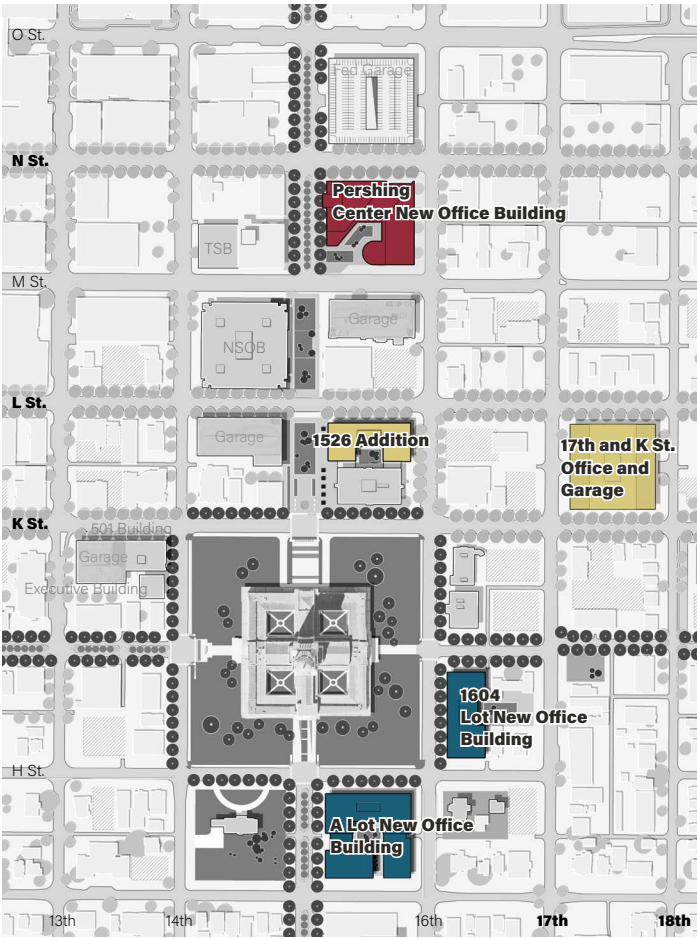 O St.
Fed Garage
N St.
Pershing
Center New Office Building
TSB
M St.
Garage
NSOB
L St.
Garage
1526 Addition
17th and K St.
Office and
Garage
K St.
501 Building
Garage
Executive Building
1604
Lot New Office
Building
H St.
A Lot New Office
Building
13th
14th
16th
17th
18th